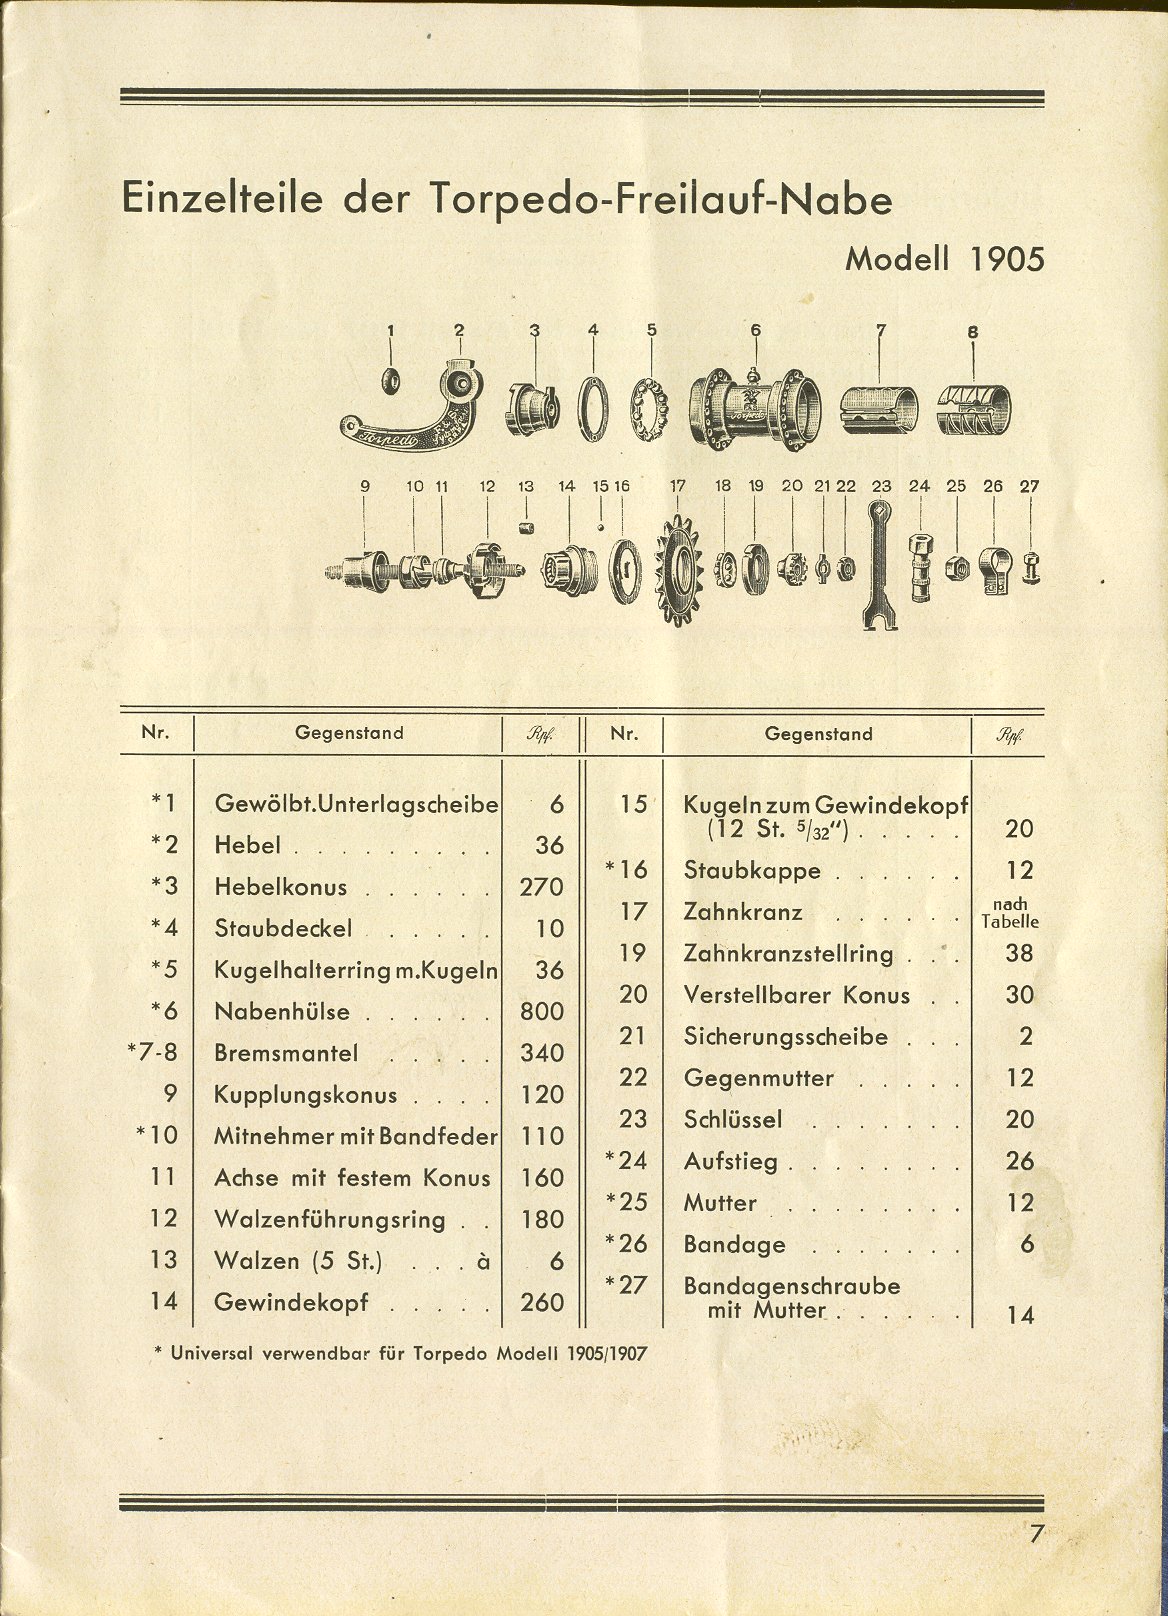 Einzelteile der Torpedo-Freilauf-Nabe
Modell 1905
1 2 3 4 5 6 7 8
Torpedo
Torpedo
9 10 11 12 13 14 15 16 17 18 19 20 21 22 23 24 25 26 27
Nr. Gegenstand Rpf.
*1 Gewölbt.Unterlagscheibe 6
*2 Hebel . . . . . . . . . 36
*3 Hebelkonus . . . . . . 270
*4 Staubdeckel . . . . . . 10
*5 Kugelhalterring m.Kugeln 36
*6 Nabenhülse . . . . . . 800
*7-8 Bremsmantel . . . . . 340
9 Kupplungskonus . . . . 120
*10 Mitnehmer mit Bandfeder 110
11 Achse mit festem Konus 160
12 Walzenführungsring . . 180
13 Walzen (5 St.) . . . à 6
14 Gewindekopf . . . . . 260
Nr. Gegenstand Rpf.
15 Kugeln zum Gewindekopf
(12 St. 5/32") . . . . . 20
*16 Staubkappe . . . . . . 12
17 Zahnkranz . . . . . . nach
Tabelle
19 Zahnkranzstellring . . . 38
20 Verstellbarer Konus . . 30
21 Sicherungsscheibe . . . 2
22 Gegenmutter . . . . . 12
23 Schlüssel . . . . . . . 20
*24 Aufstieg . . . . . . . . 26
*25 Mutter . . . . . . . . 12
*26 Bandage . . . . . . . 6
*27 Bandagenschraube
mit Mutter . . . . . . 14
* Universal verwendbar für Torpedo Modell 1905/1907
7